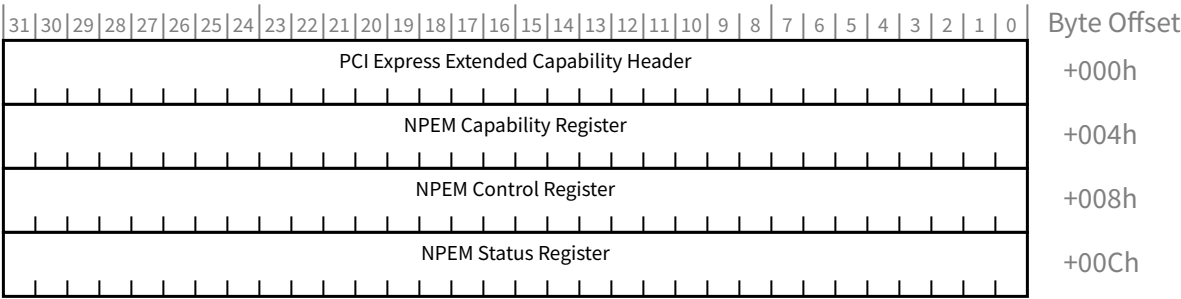 31 30 29 28 27 26 25 24 23 22 21 20 19 18 17 16 15 14 13 12 11 10 9 8 7 6 5 4 3 2 1 0 Byte Offset
PCI Express Extended Capability Header +000h
NPEM Capability Register +004h
NPEM Control Register +008h
NPEM Status Register +00Ch